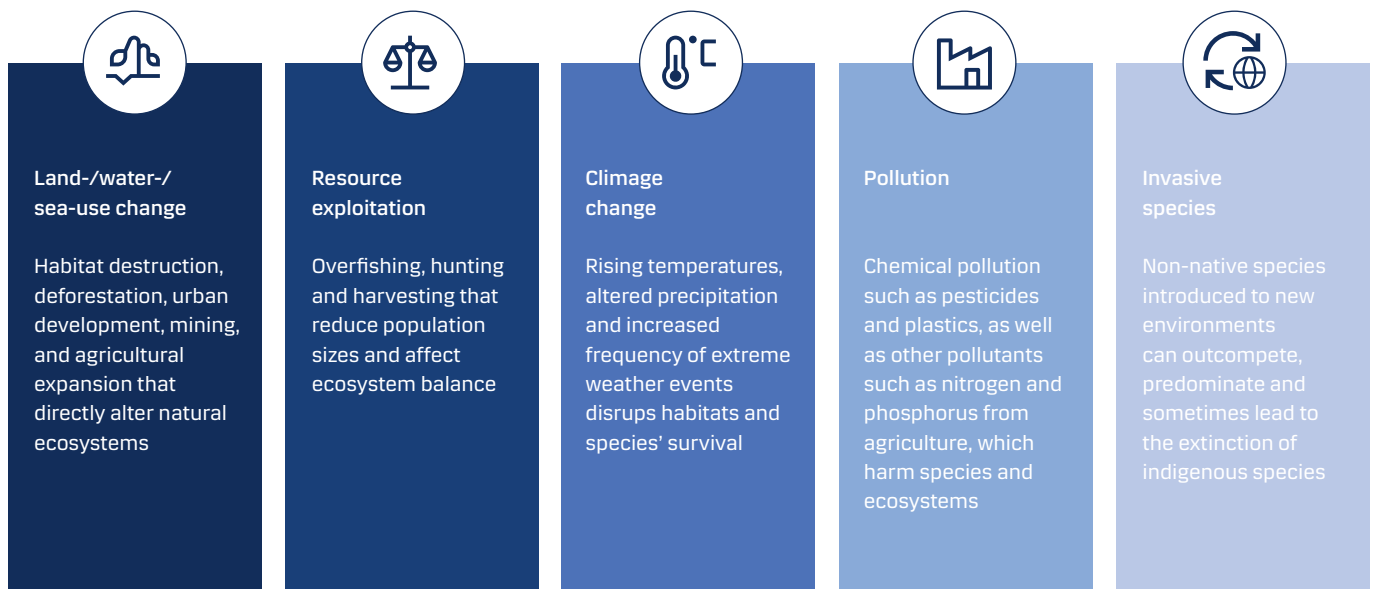 °C
Land-/water-/
sea-use change
Habitat destruction,
deforestation, urban
development, mining,
and agricultural
expansion that
directly alter natural
ecosystems
Resource
exploitation
Overfishing, hunting
and harvesting that
reduce population
sizes and affect
ecosystem balance
Climage
change
Rising temperatures,
altered precipitation
and increased
frequency of extreme
weather events
disrupts habitats and
species’ survival
Pollution
Chemical pollution
such as pesticides
and plastics, as well
as other pollutants
such as nitrogen and
phosphorus from
agriculture, which
harm species and
ecosystems
Invasive
species
Non-native species
introduced to new
environments
can outcompete,
predominate and
sometimes lead to
the extinction of
indigenous species